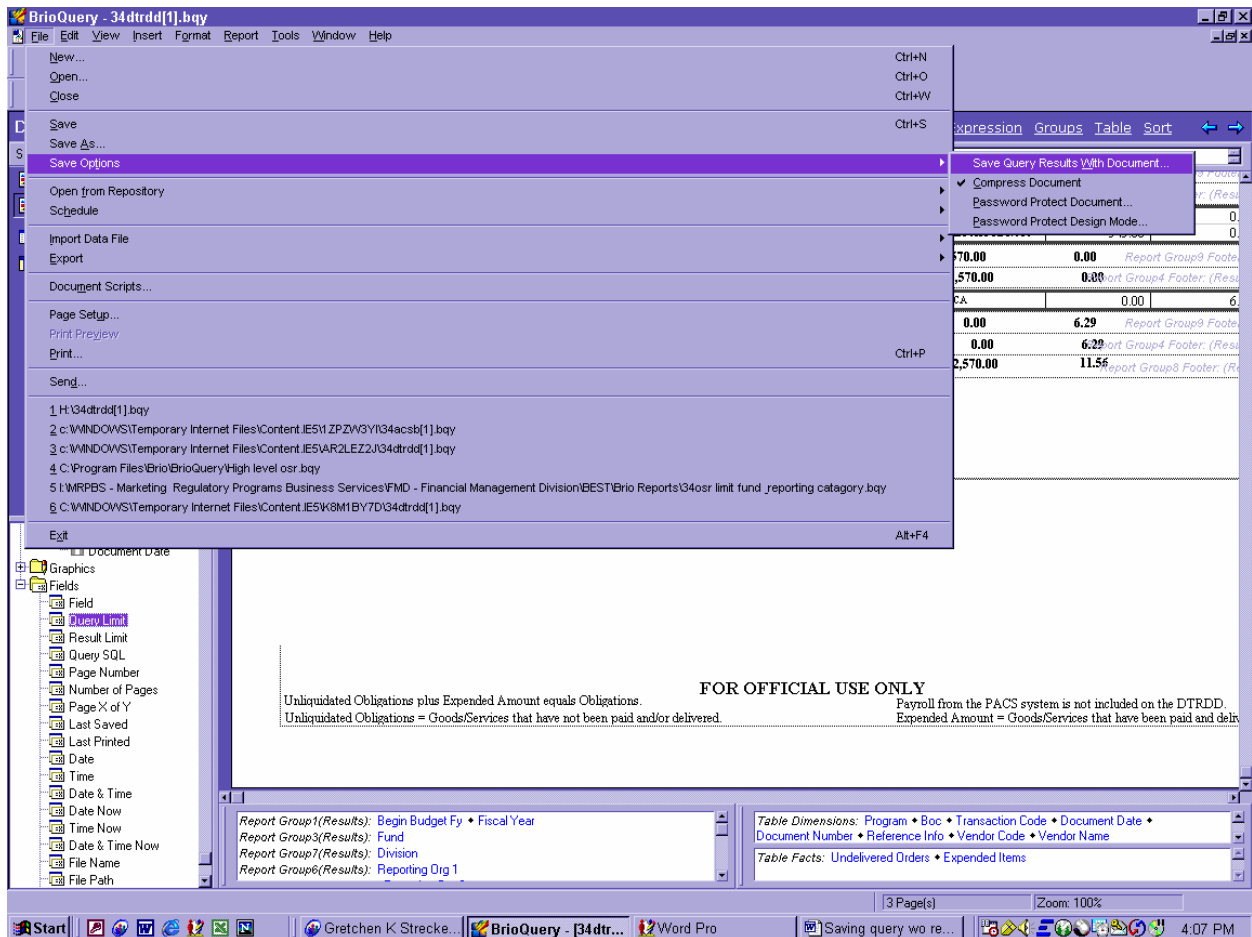 BrioQuery - 34dtrdd[1].bqy
File Edit View Insert Format Report Tools Window Help
New... Ctrl+N
Open... Ctrl+O
Close Ctrl+W
Save Ctrl+S
Save As...
Save Options
Open from Repository
Schedule
Import Data File
Export
Document Scripts...
Page Setup...
Print Preview
Print... Ctrl+P
Send...
1 H:\34dtrdd[1].bqy
2 c:\WINDOWS\Temporary Internet Files\Content.IE5\1ZPZW3YI\34acsb[1].bqy
3 c:\WINDOWS\Temporary Internet Files\Content.IE5\AR2LEZ2J\34dtrdd[1].bqy
4 C:\Program Files\Brio\BrioQuery\High level osr.bqy
5 I:\MRPBS - Marketing Regulatory Programs Business Services\FMD - Financial Management Division\BEST\Brio Reports\34osr limit fund _reporting catagory.bqy
6 C:\WINDOWS\Temporary Internet Files\Content.IE5\K8M1BY7D\34dtrdd[1].bqy
Exit Alt+F4
Expression Groups Table Sort
Save Query Results With Document...
Compress Document
Password Protect Document...
Password Protect Design Mode...
570.00 0.00 Report Group9 Foote
,570.00 0.00 ort Group4 Footer: (Resu
CA 0.00 6.
0.00 6.29 Report Group9 Foote
0.00 6.29 ort Group4 Footer: (Resu
2,570.00 11.56 Report Group8 Footer: (Re
Document Date
Graphics
Fields
Field
Query Limit
Result Limit
Query SQL
Page Number
Number of Pages
Page X of Y
Last Saved
Last Printed
Date
Time
Date & Time
Date Now
Time Now
Date & Time Now
File Name
File Path
FOR OFFICIAL USE ONLY
Unliquidated Obligations plus Expended Amount equals Obligations.
Unliquidated Obligations = Goods/Services that have not been paid and/or delivered.
Payroll from the PACS system is not included on the DTRDD.
Expended Amount = Goods/Services that have been paid and deliv
Report Group1(Results): Begin Budget Fy ♦ Fiscal Year
Report Group3(Results): Fund
Report Group7(Results): Division
Report Group6(Results): Reporting Org 1
Table Dimensions: Program ♦ Boc ♦ Transaction Code ♦ Document Date ♦
Document Number ♦ Reference Info ♦ Vendor Code ♦ Vendor Name
Table Facts: Undelivered Orders ♦ Expended Items
3 Page(s) Zoom: 100%
Start Gretchen K Strecke... BrioQuery - [34dtr... Word Pro Saving query wo re... 4:07 PM